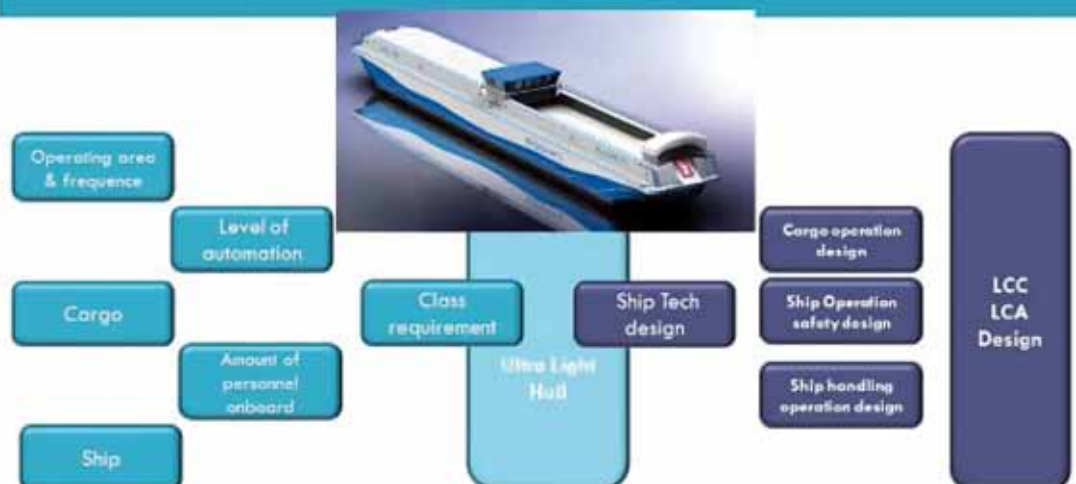 Operating area
& frequence
Level of
automation
Cargo
Amount of
personnel
onboard
Ship
Class
requirement
Ultra Light
Hull
Ship Tech
design
Cargo operation
design
Ship Operation
safety design
Ship handling
operation design
LCC
LCA
Design